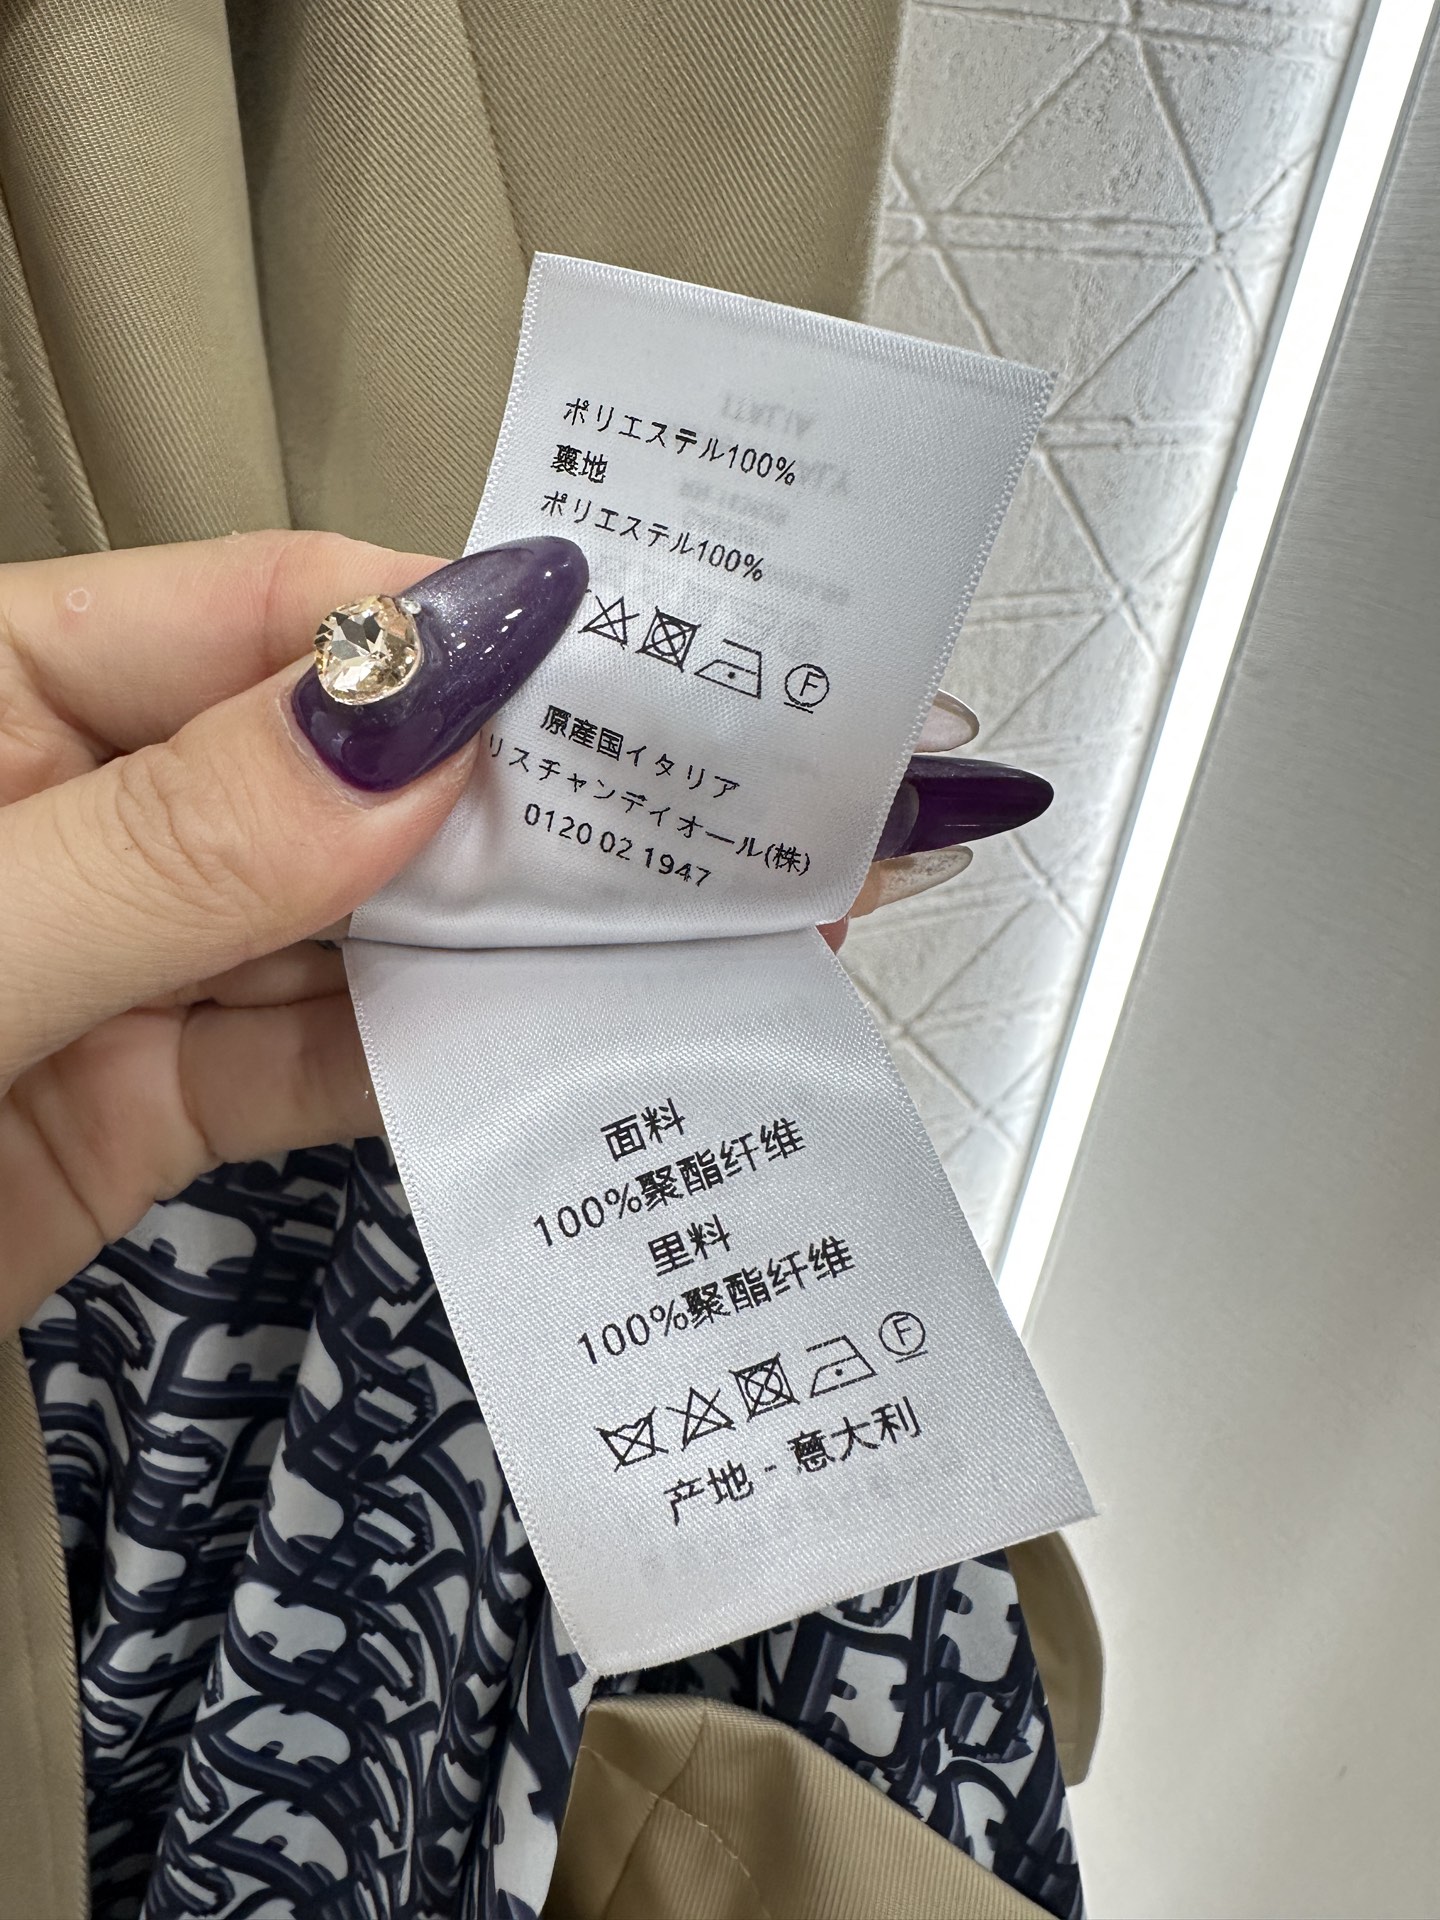 ポリエステル100%
裏地
ポリエステル100%
F
原産国イタリア
リスチャンディオール(株)
0120 02 1947
面料
100%聚酯纤维
里料
100%聚酯纤维
F
产地 - 意大利